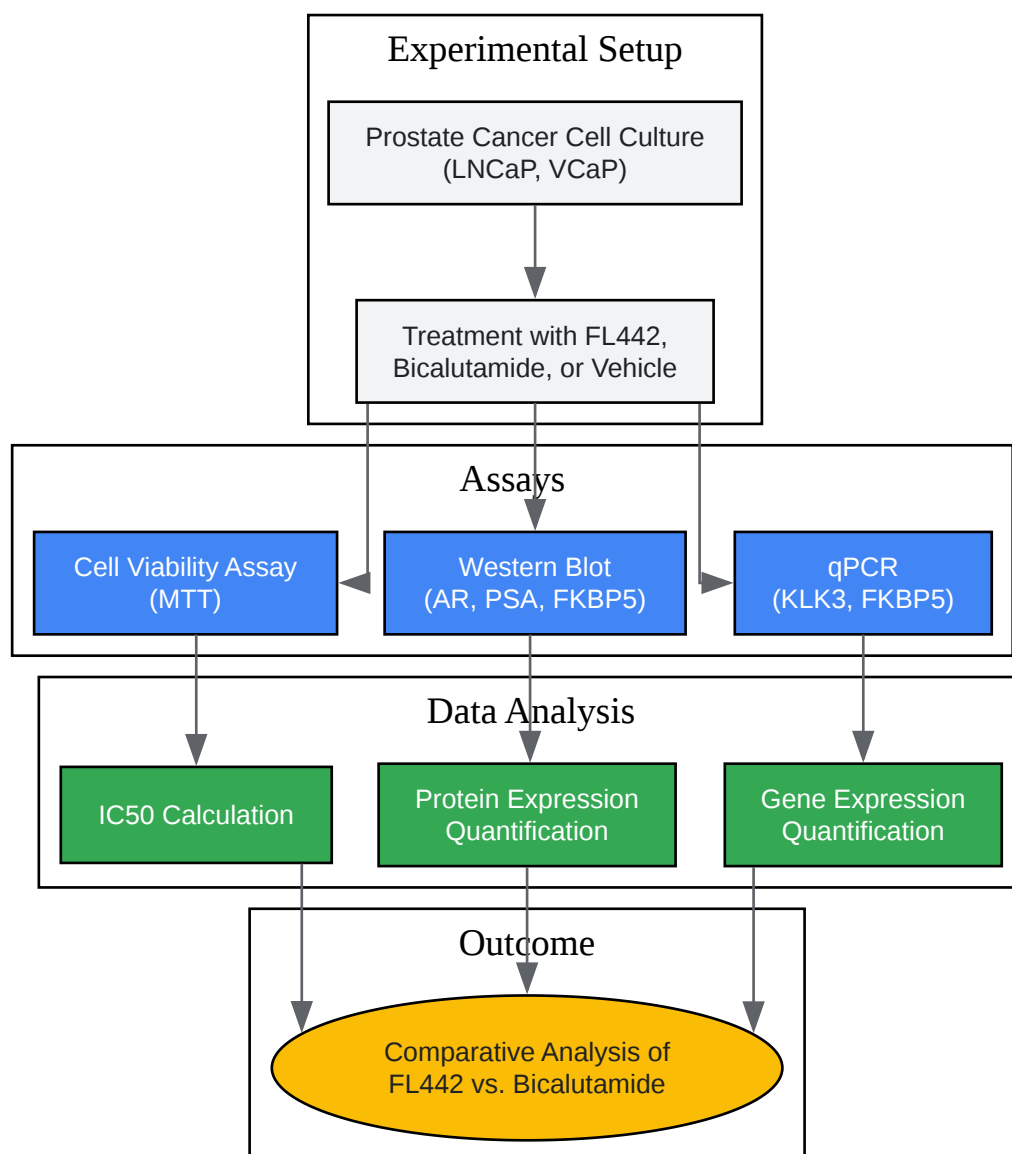 Experimental Setup
Prostate Cancer Cell Culture
(LNCaP, VCaP)
Treatment with FL442,
Bicalutamide, or Vehicle
Assays
Cell Viability Assay
(MTT)
Western Blot
(AR, PSA, FKBP5)
qPCR
(KLK3, FKBP5)
Data Analysis
IC50 Calculation
Protein Expression
Quantification
Gene Expression
Quantification
Outcome
Comparative Analysis of
FL442 vs. Bicalutamide